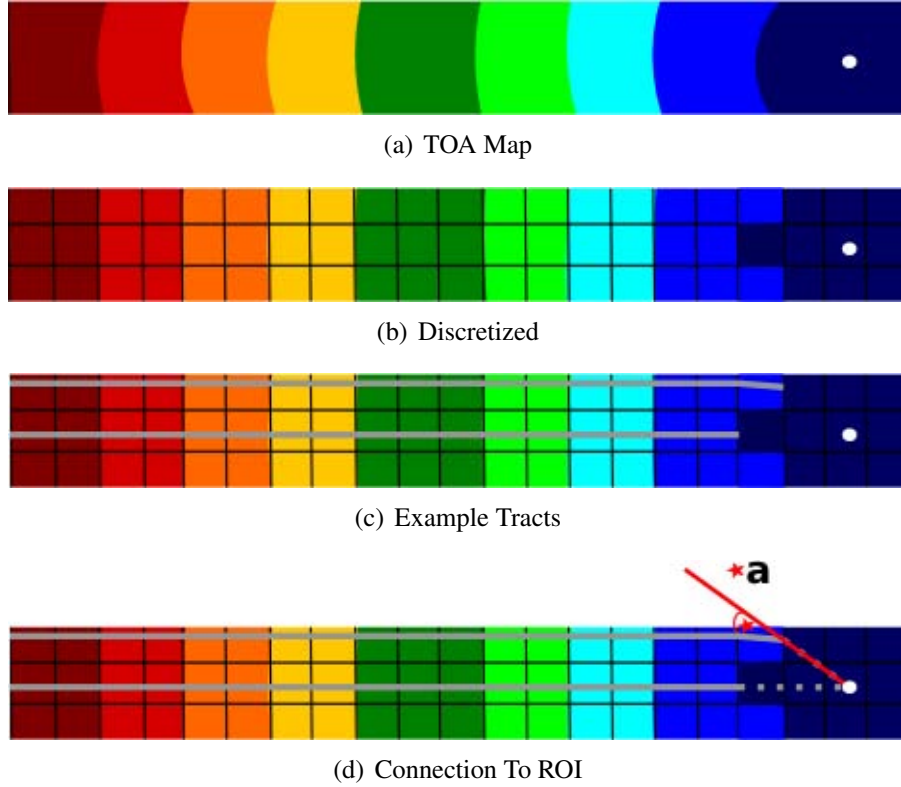 (a) TOA Map
(b) Discretized
(c) Example Tracts
a
(d) Connection To ROI